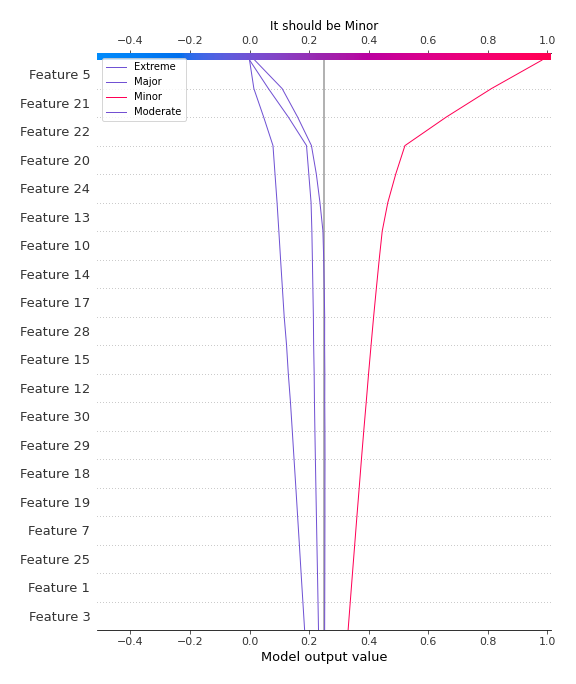 It should be Minor
−0.4 −0.2 0.0 0.2 0.4 0.6 0.8 1.0
Extreme
Major
Minor
Moderate
Feature 5
Feature 21
Feature 22
Feature 20
Feature 24
Feature 13
Feature 10
Feature 14
Feature 17
Feature 28
Feature 15
Feature 12
Feature 30
Feature 29
Feature 18
Feature 19
Feature 7
Feature 25
Feature 1
Feature 3
−0.4 −0.2 0.0 0.2 0.4 0.6 0.8 1.0
Model output value